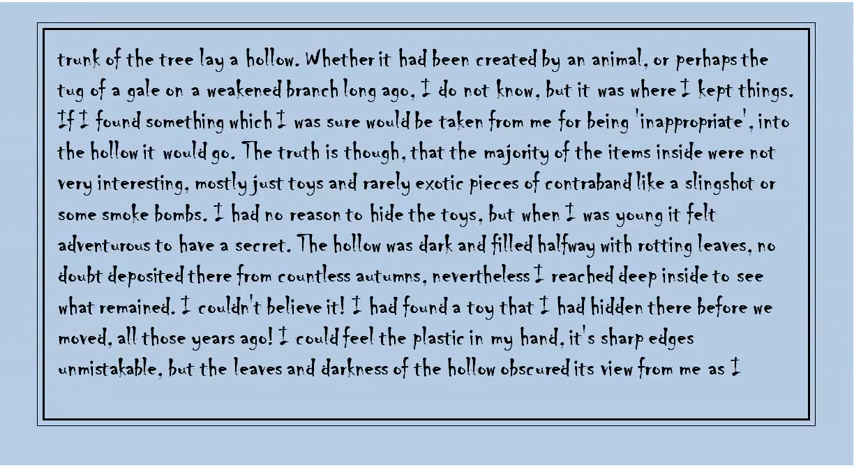 trunk of the tree lay a hollow. Whether it had been created by an animal, or perhaps the
tug of a gale on a weakened branch long ago, I do not know, but it was where I kept things.
If I found something which I was sure would be taken from me for being 'inappropriate', into
the hollow it would go. The truth is though, that the majority of the items inside were not
very interesting, mostly just toys and rarely exotic pieces of contraband like a slingshot or
some smoke bombs. I had no reason to hide the toys, but when I was young it felt
adventurous to have a secret. The hollow was dark and filled halfway with rotting leaves, no
doubt deposited there from countless autumns, nevertheless I reached deep inside to see
what remained. I couldn't believe it! I had found a toy that I had hidden there before we
moved, all those years ago! I could feel the plastic in my hand, it's sharp edges
unmistakable, but the leaves and darkness of the hollow obscured its view from me as I